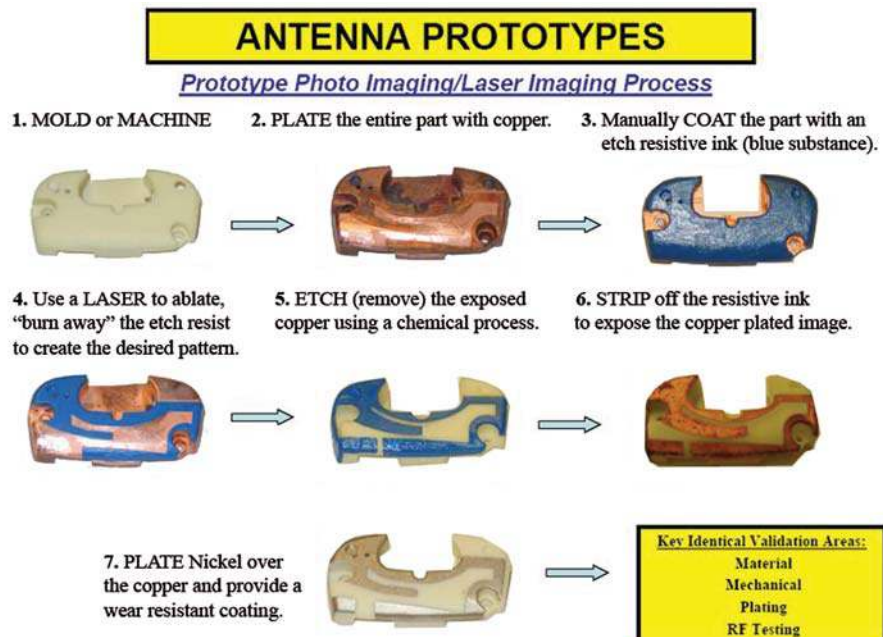 ANTENNA PROTOTYPES
Prototype Photo Imaging/Laser Imaging Process
1. MOLD or MACHINE
2. PLATE the entire part with copper.
3. Manually COAT the part with an
etch resistive ink (blue substance).
4. Use a LASER to ablate,
“burn away” the etch resist
to create the desired pattern.
5. ETCH (remove) the exposed
copper using a chemical process.
6. STRIP off the resistive ink
to expose the copper plated image.
7. PLATE Nickel over
the copper and provide a
wear resistant coating.
Key Identical Validation Areas:
Material
Mechanical
Plating
RF Testing